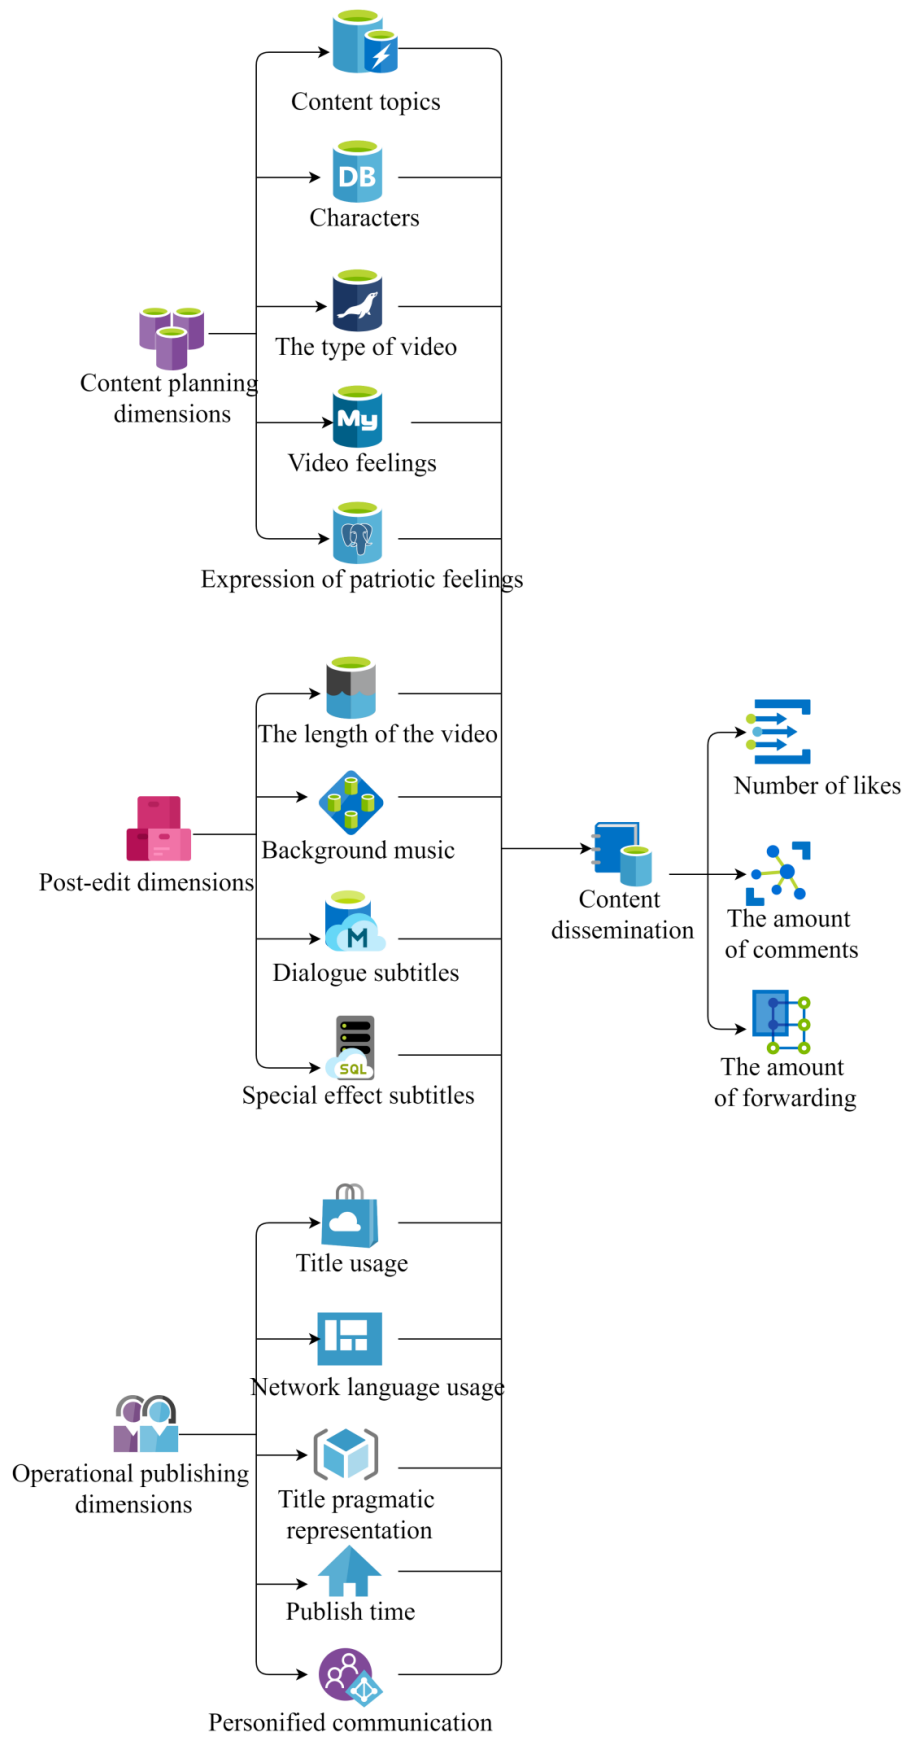 Content topics
DB
Characters
The type of video
Content planning
dimensions
My
Video feelings
Expression of patriotic feelings
The length of the video
Background music
Post-edit dimensions
M
Dialogue subtitles
SQL
Special effect subtitles
Content
dissemination
Number of likes
The amount
of comments
The amount
of forwarding
Title usage
Network language usage
Operational publishing
dimensions
Title pragmatic
representation
Publish time
Personified communication